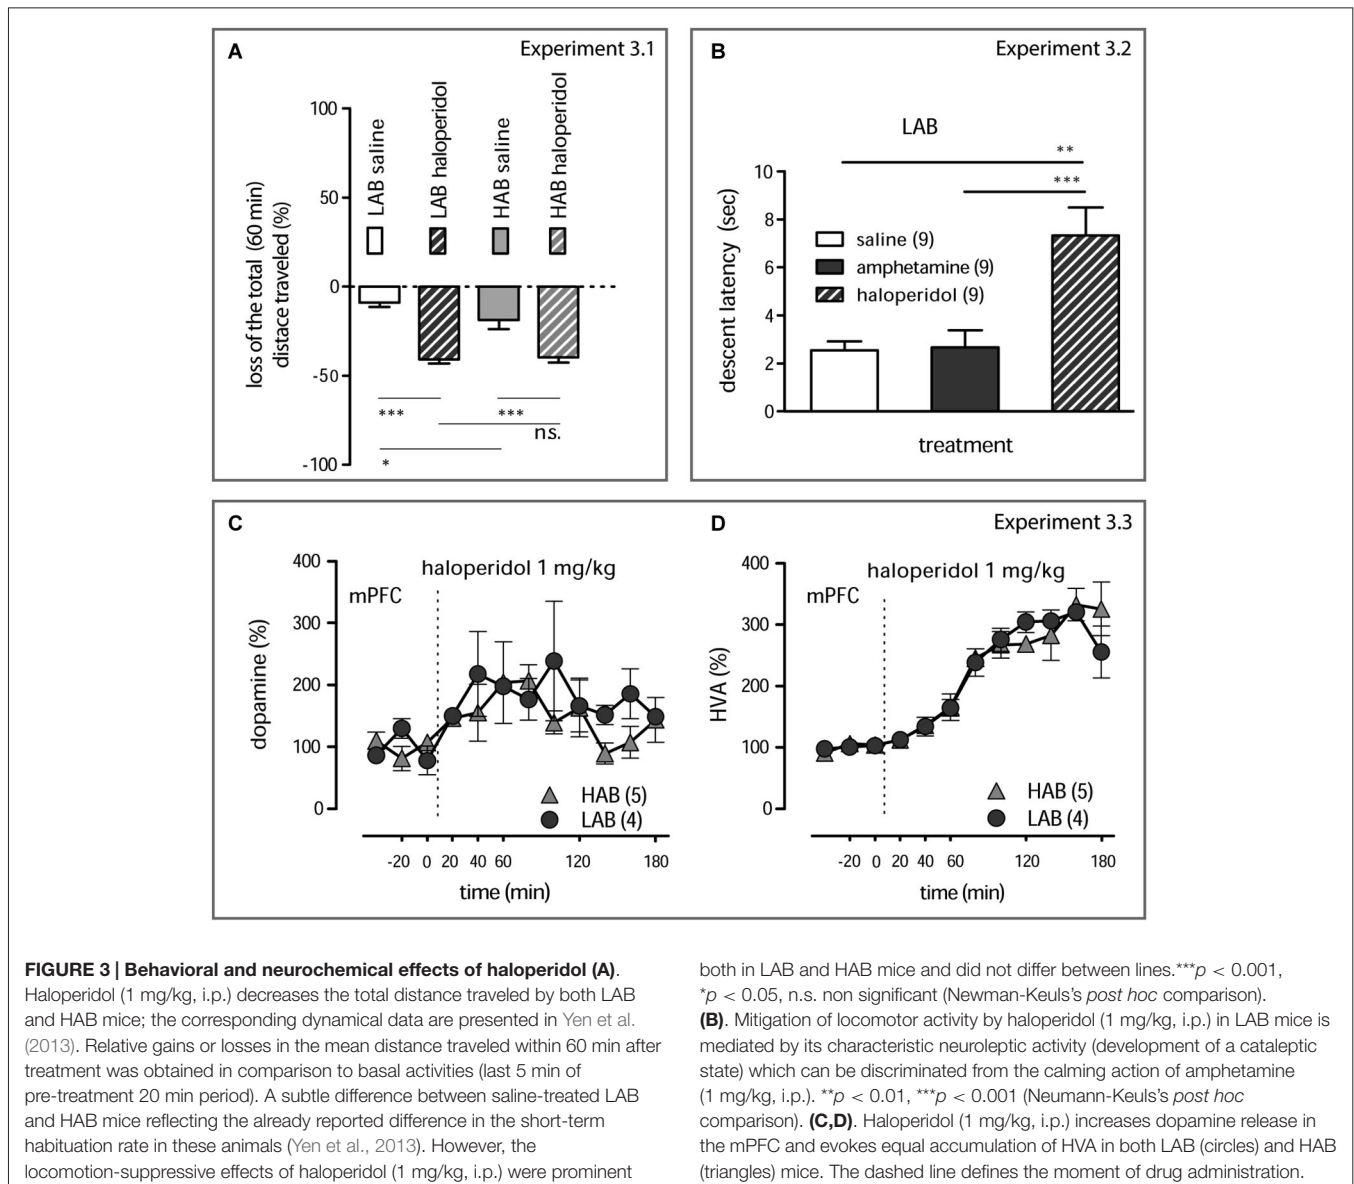 A
Experiment 3.1
LAB saline
LAB haloperidol
HAB saline
HAB haloperidol
loss of the total (60 min)
distace traveled (%)
100
50
0
-50
-100
***
***
n.s.
*
B
Experiment 3.2
LAB
**
***
descent latency (sec)
10
8
6
4
2
0
saline (9)
amphetamine (9)
haloperidol (9)
treatment
C
haloperidol 1 mg/kg
mPFC
dopamine (%)
400
300
200
100
0
HAB (5)
LAB (4)
-20 0 20 40 60 120 180
time (min)
D
Experiment 3.3
haloperidol 1 mg/kg
mPFC
HVA (%)
400
300
200
100
0
HAB (5)
LAB (4)
-20 0 20 40 60 120 180
time (min)
FIGURE 3 | Behavioral and neurochemical effects of haloperidol (A).
Haloperidol (1 mg/kg, i.p.) decreases the total distance traveled by both LAB
and HAB mice; the corresponding dynamical data are presented in Yen et al.
(2013). Relative gains or losses in the mean distance traveled within 60 min after
treatment was obtained in comparison to basal activities (last 5 min of
pre-treatment 20 min period). A subtle difference between saline-treated LAB
and HAB mice reflecting the already reported difference in the short-term
habituation rate in these animals (Yen et al., 2013). However, the
locomotion-suppressive effects of haloperidol (1 mg/kg, i.p.) were prominent
both in LAB and HAB mice and did not differ between lines.***p < 0.001,
*p < 0.05, n.s. non significant (Newman-Keuls's post hoc comparison).
(B). Mitigation of locomotor activity by haloperidol (1 mg/kg, i.p.) in LAB mice is
mediated by its characteristic neuroleptic activity (development of a cataleptic
state) which can be discriminated from the calming action of amphetamine
(1 mg/kg, i.p.). **p < 0.01, ***p < 0.001 (Neumann-Keuls's post hoc
comparison). (C,D). Haloperidol (1 mg/kg, i.p.) increases dopamine release in
the mPFC and evokes equal accumulation of HVA in both LAB (circles) and HAB
(triangles) mice. The dashed line defines the moment of drug administration.